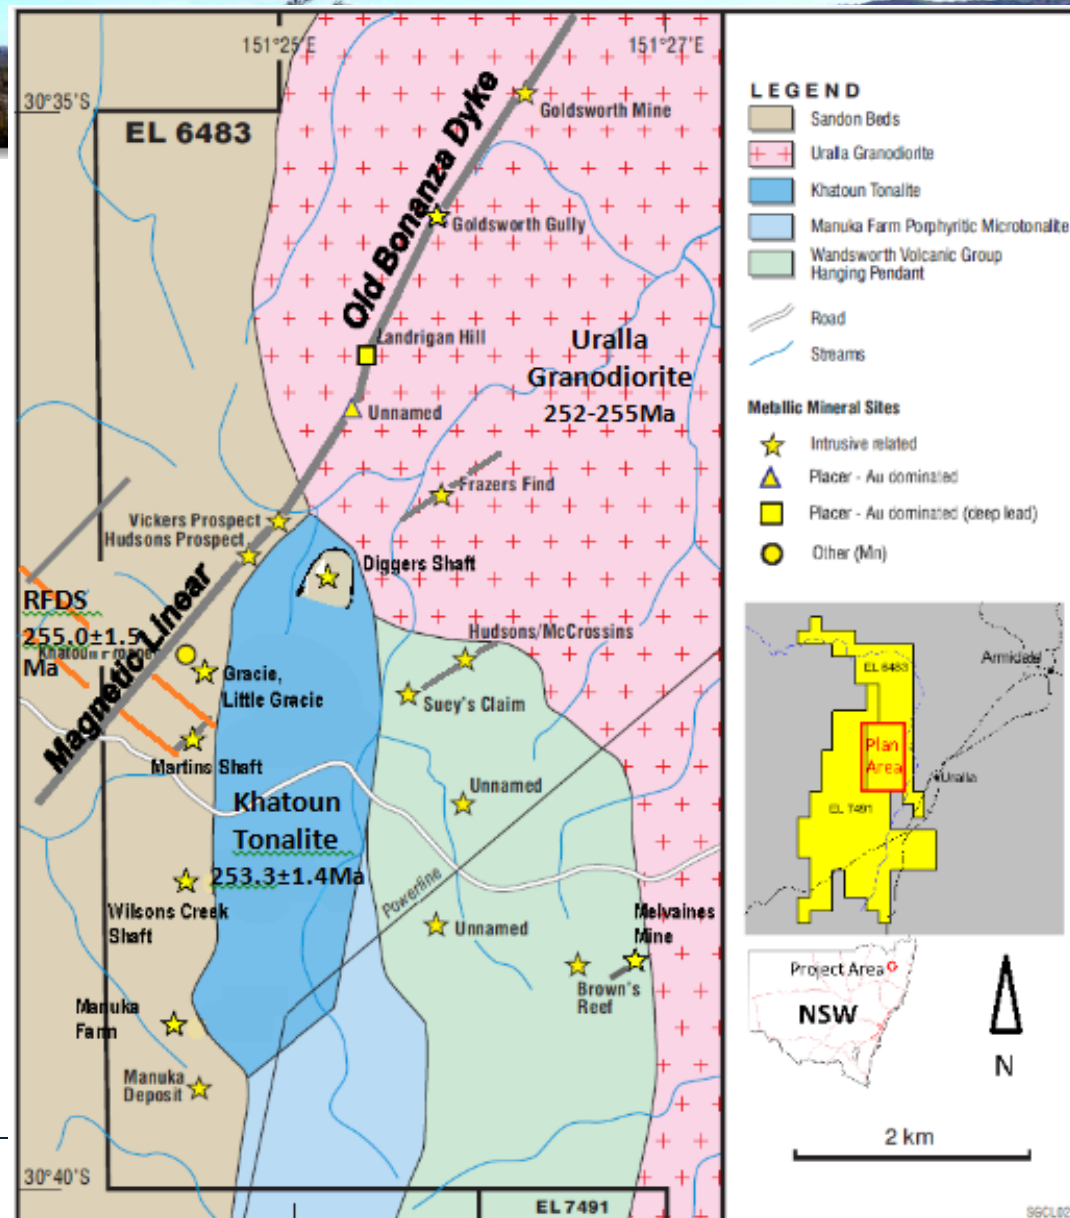 151°25'E
151°27'E
30°35'S
EL 6483
Old Bonanza Dyke
Goldsworth Mine
Goldsworth Gully
Landrigan Hill
Uralla
Granodiorite
252-255Ma
Unnamed
Frazers Find
Vickers Prospect
Hudsons Prospect
Diggers Shaft
RFDS
255.0±1.5
Ma
Magnetic Linear
Hudsons/McCrossins
Gracie,
Little Gracie
Suey's Claim
Martins Shaft
Unnamed
Khatoun
Tonalite
253.3±1.4Ma
Powerline
Wilsons Creek
Shaft
Unnamed
Melvaines
Mine
Brown's
Reef
Manuka
Farm
Manuka
Deposit
30°40'S
EL 7491
LEGEND
Sandon Beds
Uralla Granodiorite
Khatoun Tonalite
Manuka Farm Porphyritic Microtonalite
Wandsworth Volcanic Group
Hanging Pendant
Road
Streams
Metallic Mineral Sites
Intrusive related
Placer - Au dominated
Placer - Au dominated (deep lead)
Other (Mn)
EL 6483
Armidale
Plan
Area
Uralla
EL 7491
Project Area
NSW
N
2 km
SGCL02